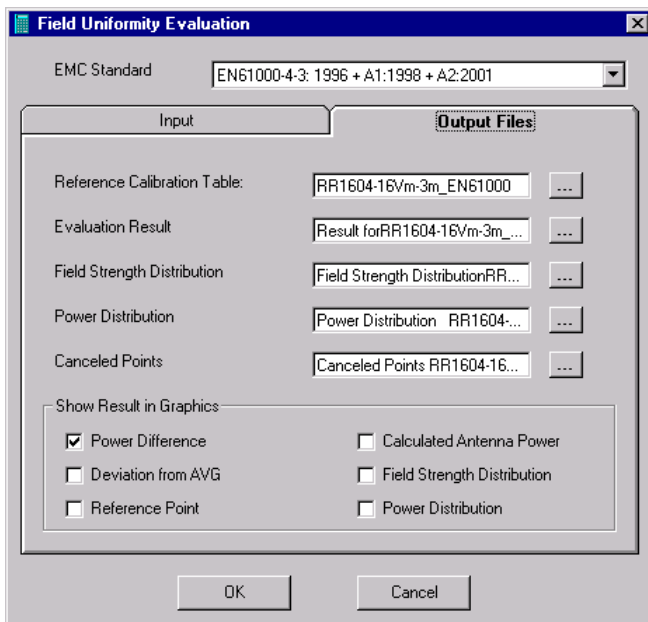 Field Uniformity Evaluation
EMC Standard EN61000-4-3: 1996 + A1:1998 + A2:2001
Input Output Files
Reference Calibration Table: RR1604-16Vm-3m_EN61000 ...
Evaluation Result Result forRR1604-16Vm-3m_... ...
Field Strength Distribution Field Strength DistributionRR... ...
Power Distribution Power Distribution RR1604-... ...
Canceled Points Canceled Points RR1604-16... ...
Show Result in Graphics
Power Difference Calculated Antenna Power
Deviation from AVG Field Strength Distribution
Reference Point Power Distribution
OK Cancel